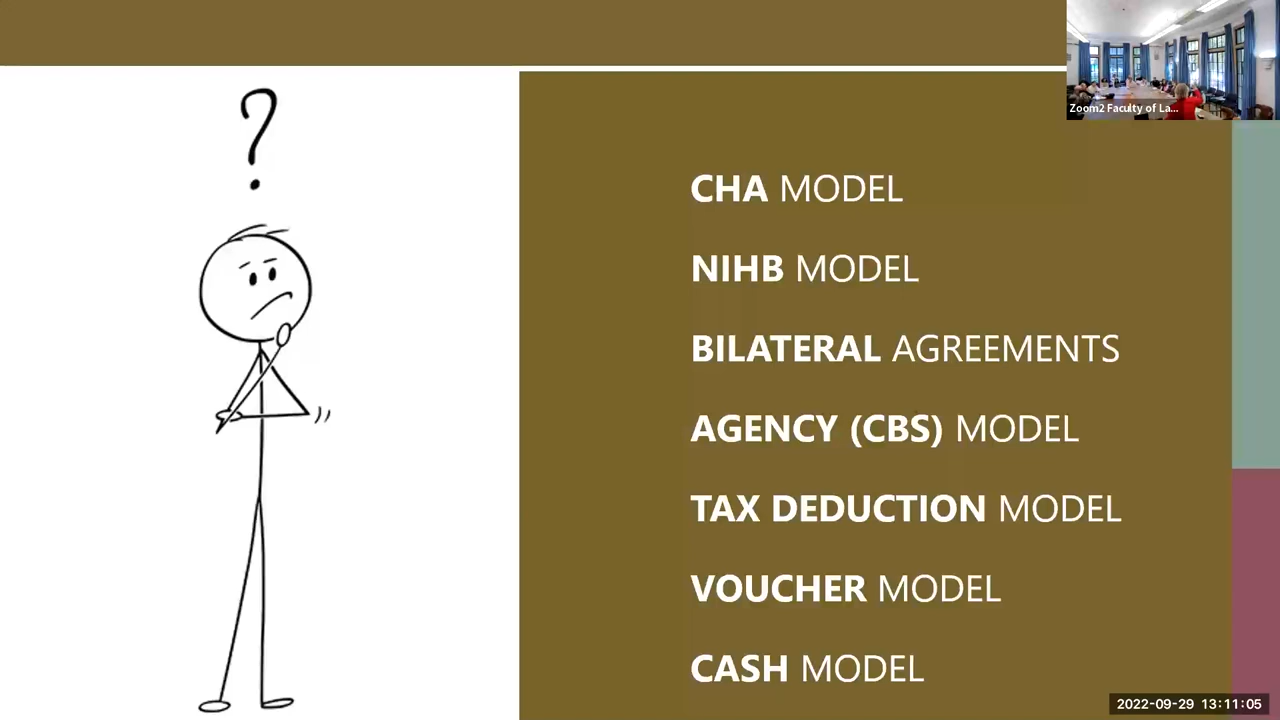 ?
Zoom2 Faculty of La...
CHA MODEL
NIHB MODEL
BILATERAL AGREEMENTS
AGENCY (CBS) MODEL
TAX DEDUCTION MODEL
VOUCHER MODEL
CASH MODEL
2022-09-29 13:11:05